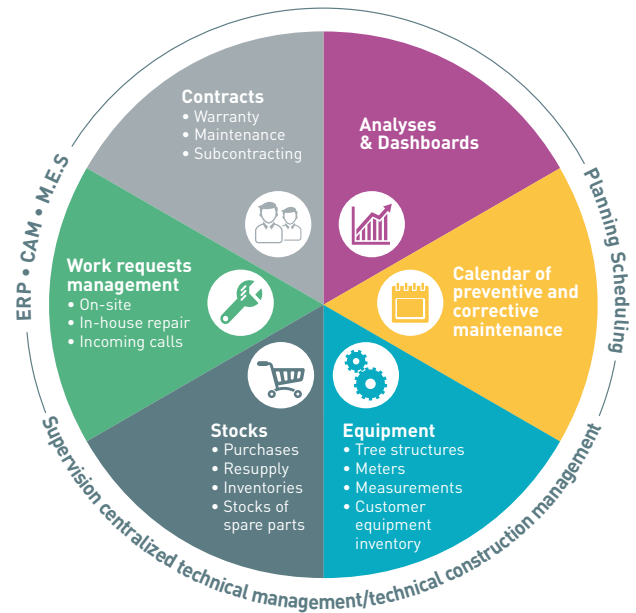 Contracts
• Warranty
• Maintenance
• Subcontracting
Analyses
& Dashboards
Work requests
management
• On-site
• In-house repair
• Incoming calls
Calendar of
preventive and
corrective
maintenance
Stocks
• Purchases
• Resupply
• Inventories
• Stocks of
spare parts
Equipment
• Tree structures
• Meters
• Measurements
• Customer
equipment
inventory
ERP • CAM • M.E.S
Planning Scheduling
Supervision centralized technical management/technical construction management